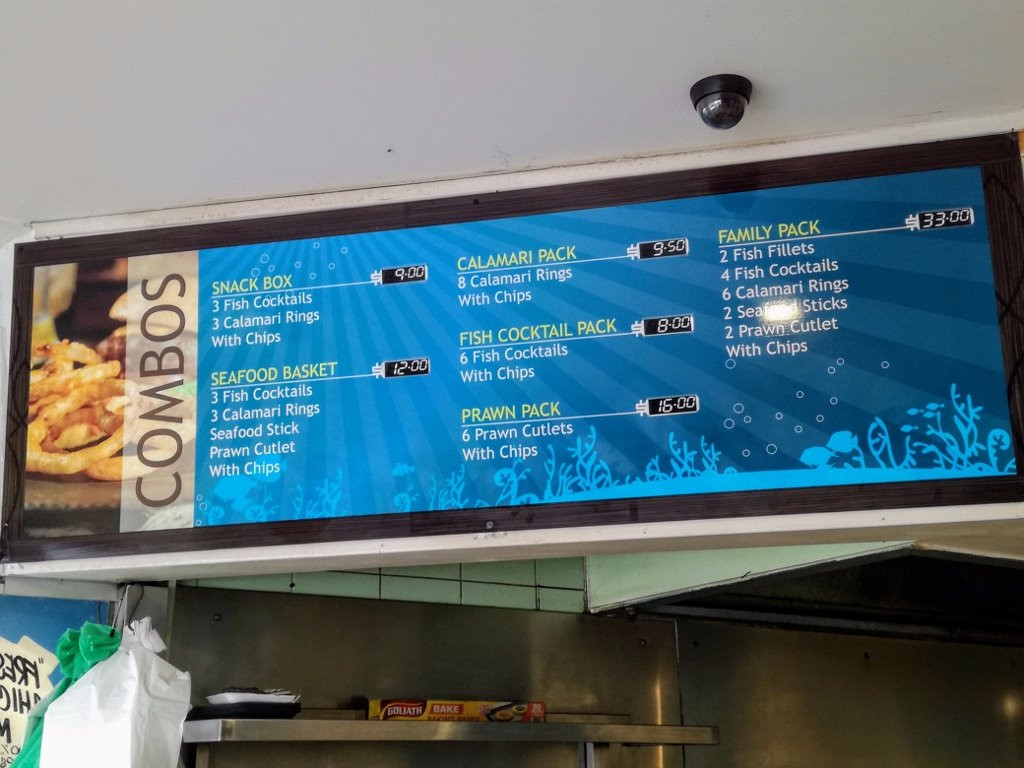 COMBOS
SNACK BOX 9:00
3 Fish Cocktails
3 Calamari Rings
With Chips
SEAFOOD BASKET 12:00
3 Fish Cocktails
3 Calamari Rings
Seafood Stick
Prawn Cutlet
With Chips
CALAMARI PACK 9:50
8 Calamari Rings
With Chips
FISH COCKTAIL PACK 8:00
6 Fish Cocktails
With Chips
PRAWN PACK 16:00
6 Prawn Cutlets
With Chips
FAMILY PACK 33:00
2 Fish Fillets
4 Fish Cocktails
6 Calamari Rings
2 Seafood Sticks
2 Prawn Cutlet
With Chips
GOLIATH BAKE
BAKING PAPER